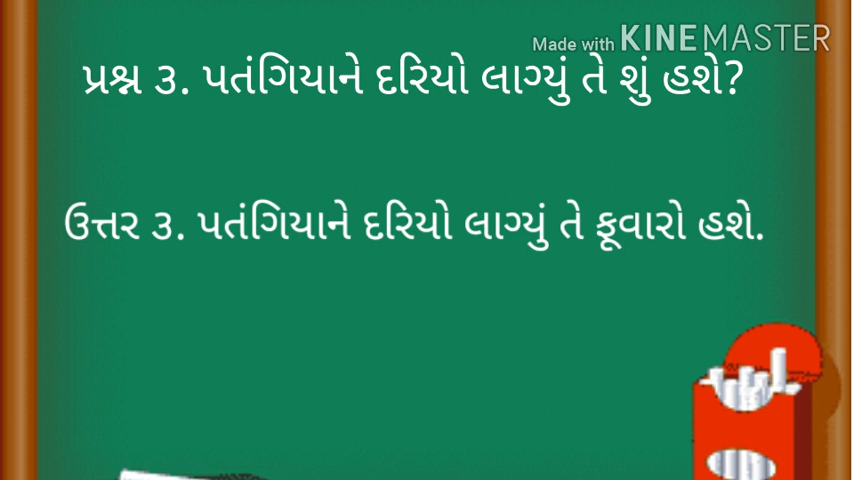 Made with KINEMASTER
પ્રશ્ન ૩. પતંગિયાને દરિયો લાગ્યું તે શું હશે?
ઉત્તર ૩. પતંગિયાને દરિયો લાગ્યું તે ફૂવારો હશે.